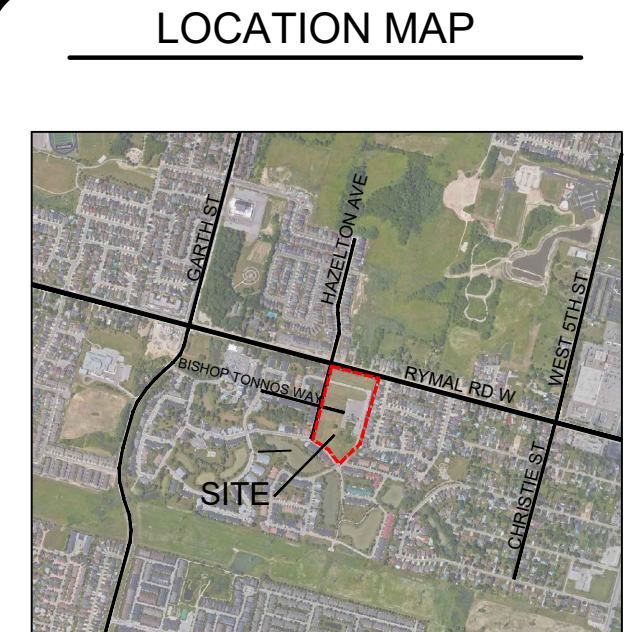 LOCATION MAP
GARTH ST
HAZELTON AVE
WEST 5TH ST
BISHOP TONNOS WAY
RYMAL RD W
SITE
CHRISTIE ST